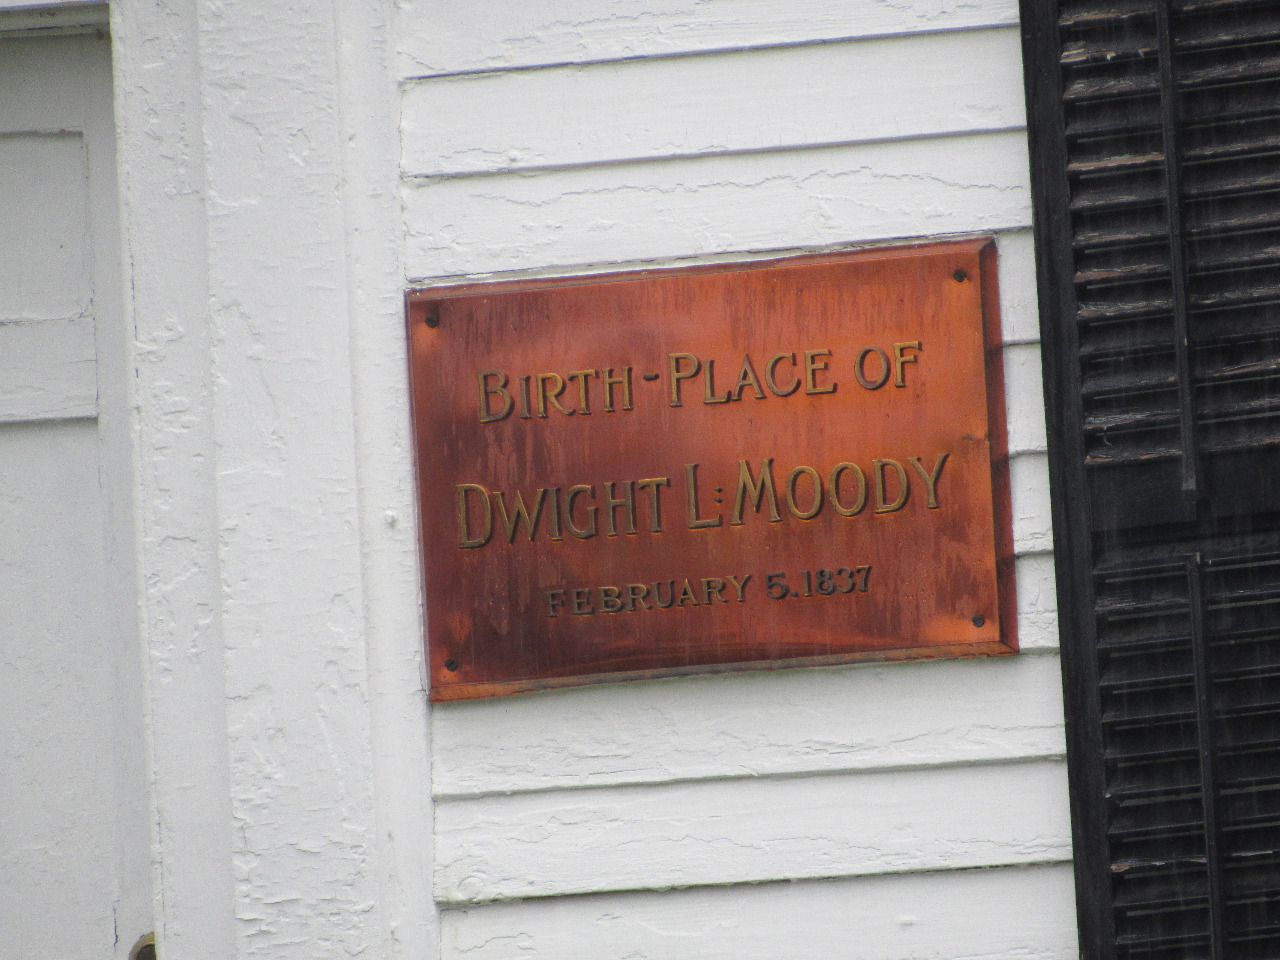 BIRTH-PLACE OF
DWIGHT L: MOODY
FEBRUARY 5.1837